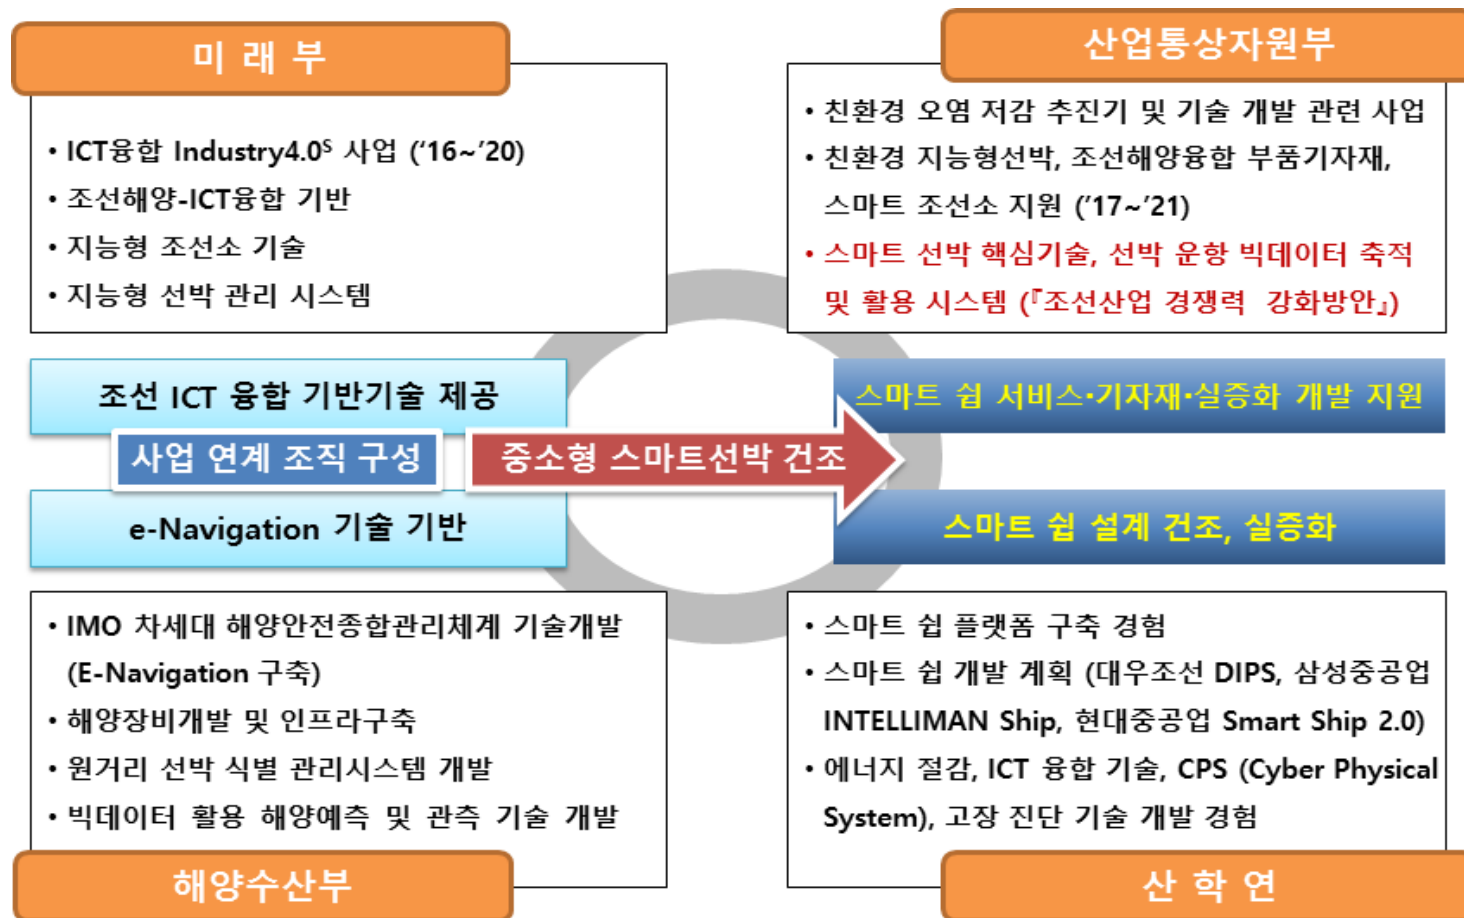 미 래 부
• ICT융합 Industry4.0ˢ 사업 (‘16~’20)
• 조선해양-ICT융합 기반
• 지능형 조선소 기술
• 지능형 선박 관리 시스템
산업통상자원부
• 친환경 오염 저감 추진기 및 기술 개발 관련 사업
• 친환경 지능형선박, 조선해양융합 부품기자재,
스마트 조선소 지원 (’17~’21)
• 스마트 선박 핵심기술, 선박 운항 빅데이터 축적
및 활용 시스템 (『조선산업 경쟁력 강화방안』)
조선 ICT 융합 기반기술 제공
스마트 쉽 서비스·기자재·실증화 개발 지원
사업 연계 조직 구성
중소형 스마트선박 건조
e-Navigation 기술 기반
스마트 쉽 설계 건조, 실증화
• IMO 차세대 해양안전종합관리체계 기술개발
(E-Navigation 구축)
• 해양장비개발 및 인프라구축
• 원거리 선박 식별 관리시스템 개발
• 빅데이터 활용 해양예측 및 관측 기술 개발
해양수산부
• 스마트 쉽 플랫폼 구축 경험
• 스마트 쉽 개발 계획 (대우조선 DIPS, 삼성중공업
INTELLIMAN Ship, 현대중공업 Smart Ship 2.0)
• 에너지 절감, ICT 융합 기술, CPS (Cyber Physical
System), 고장 진단 기술 개발 경험
산 학 연